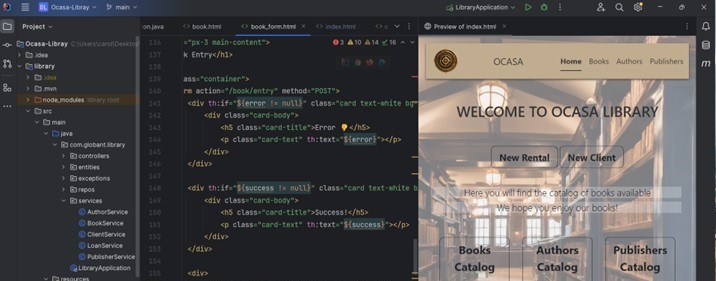 BL Ocasa-Libray main
LibraryApplication
Project
on.java book.html book_form.html index.html
Preview of index.html
Ocasa-Library
.idea
library
.idea
.mvn
node_modules library root
src
main
java
com.globant.library
controllers
entities
exceptions
repos
services
AuthorService
BookService
ClientService
LoanService
PublisherService
LibraryApplication
resources
3 10 14 16
136 ="px-3 main-content">
137 k Entry</h1>
138
139 ass="container">
140 rm action="/book/entry" method="POST">
141 <div th:if="${error != null}" class="card text-white bg
142 <div class="card-body">
143 <h5 class="card-title">Error 💡</h5>
144 <p class="card-text" th:text="${error}"></p>
145 </div>
146 </div>
147
148 <div th:if="${success != null}" class="card text-white b
149 <div class="card-body">
150 <h5 class="card-title">Success!</h5>
151 <p class="card-text" th:text="${success}"></p>
152 </div>
153 </div>
154
155 <div>
OCASA
Home Books Authors Publishers
WELCOME TO OCASA LIBRARY
New Rental New Client
Here you will find the catalog of books available
We hope you enjoy our books!
Books Catalog
Authors Catalog
Publishers Catalog